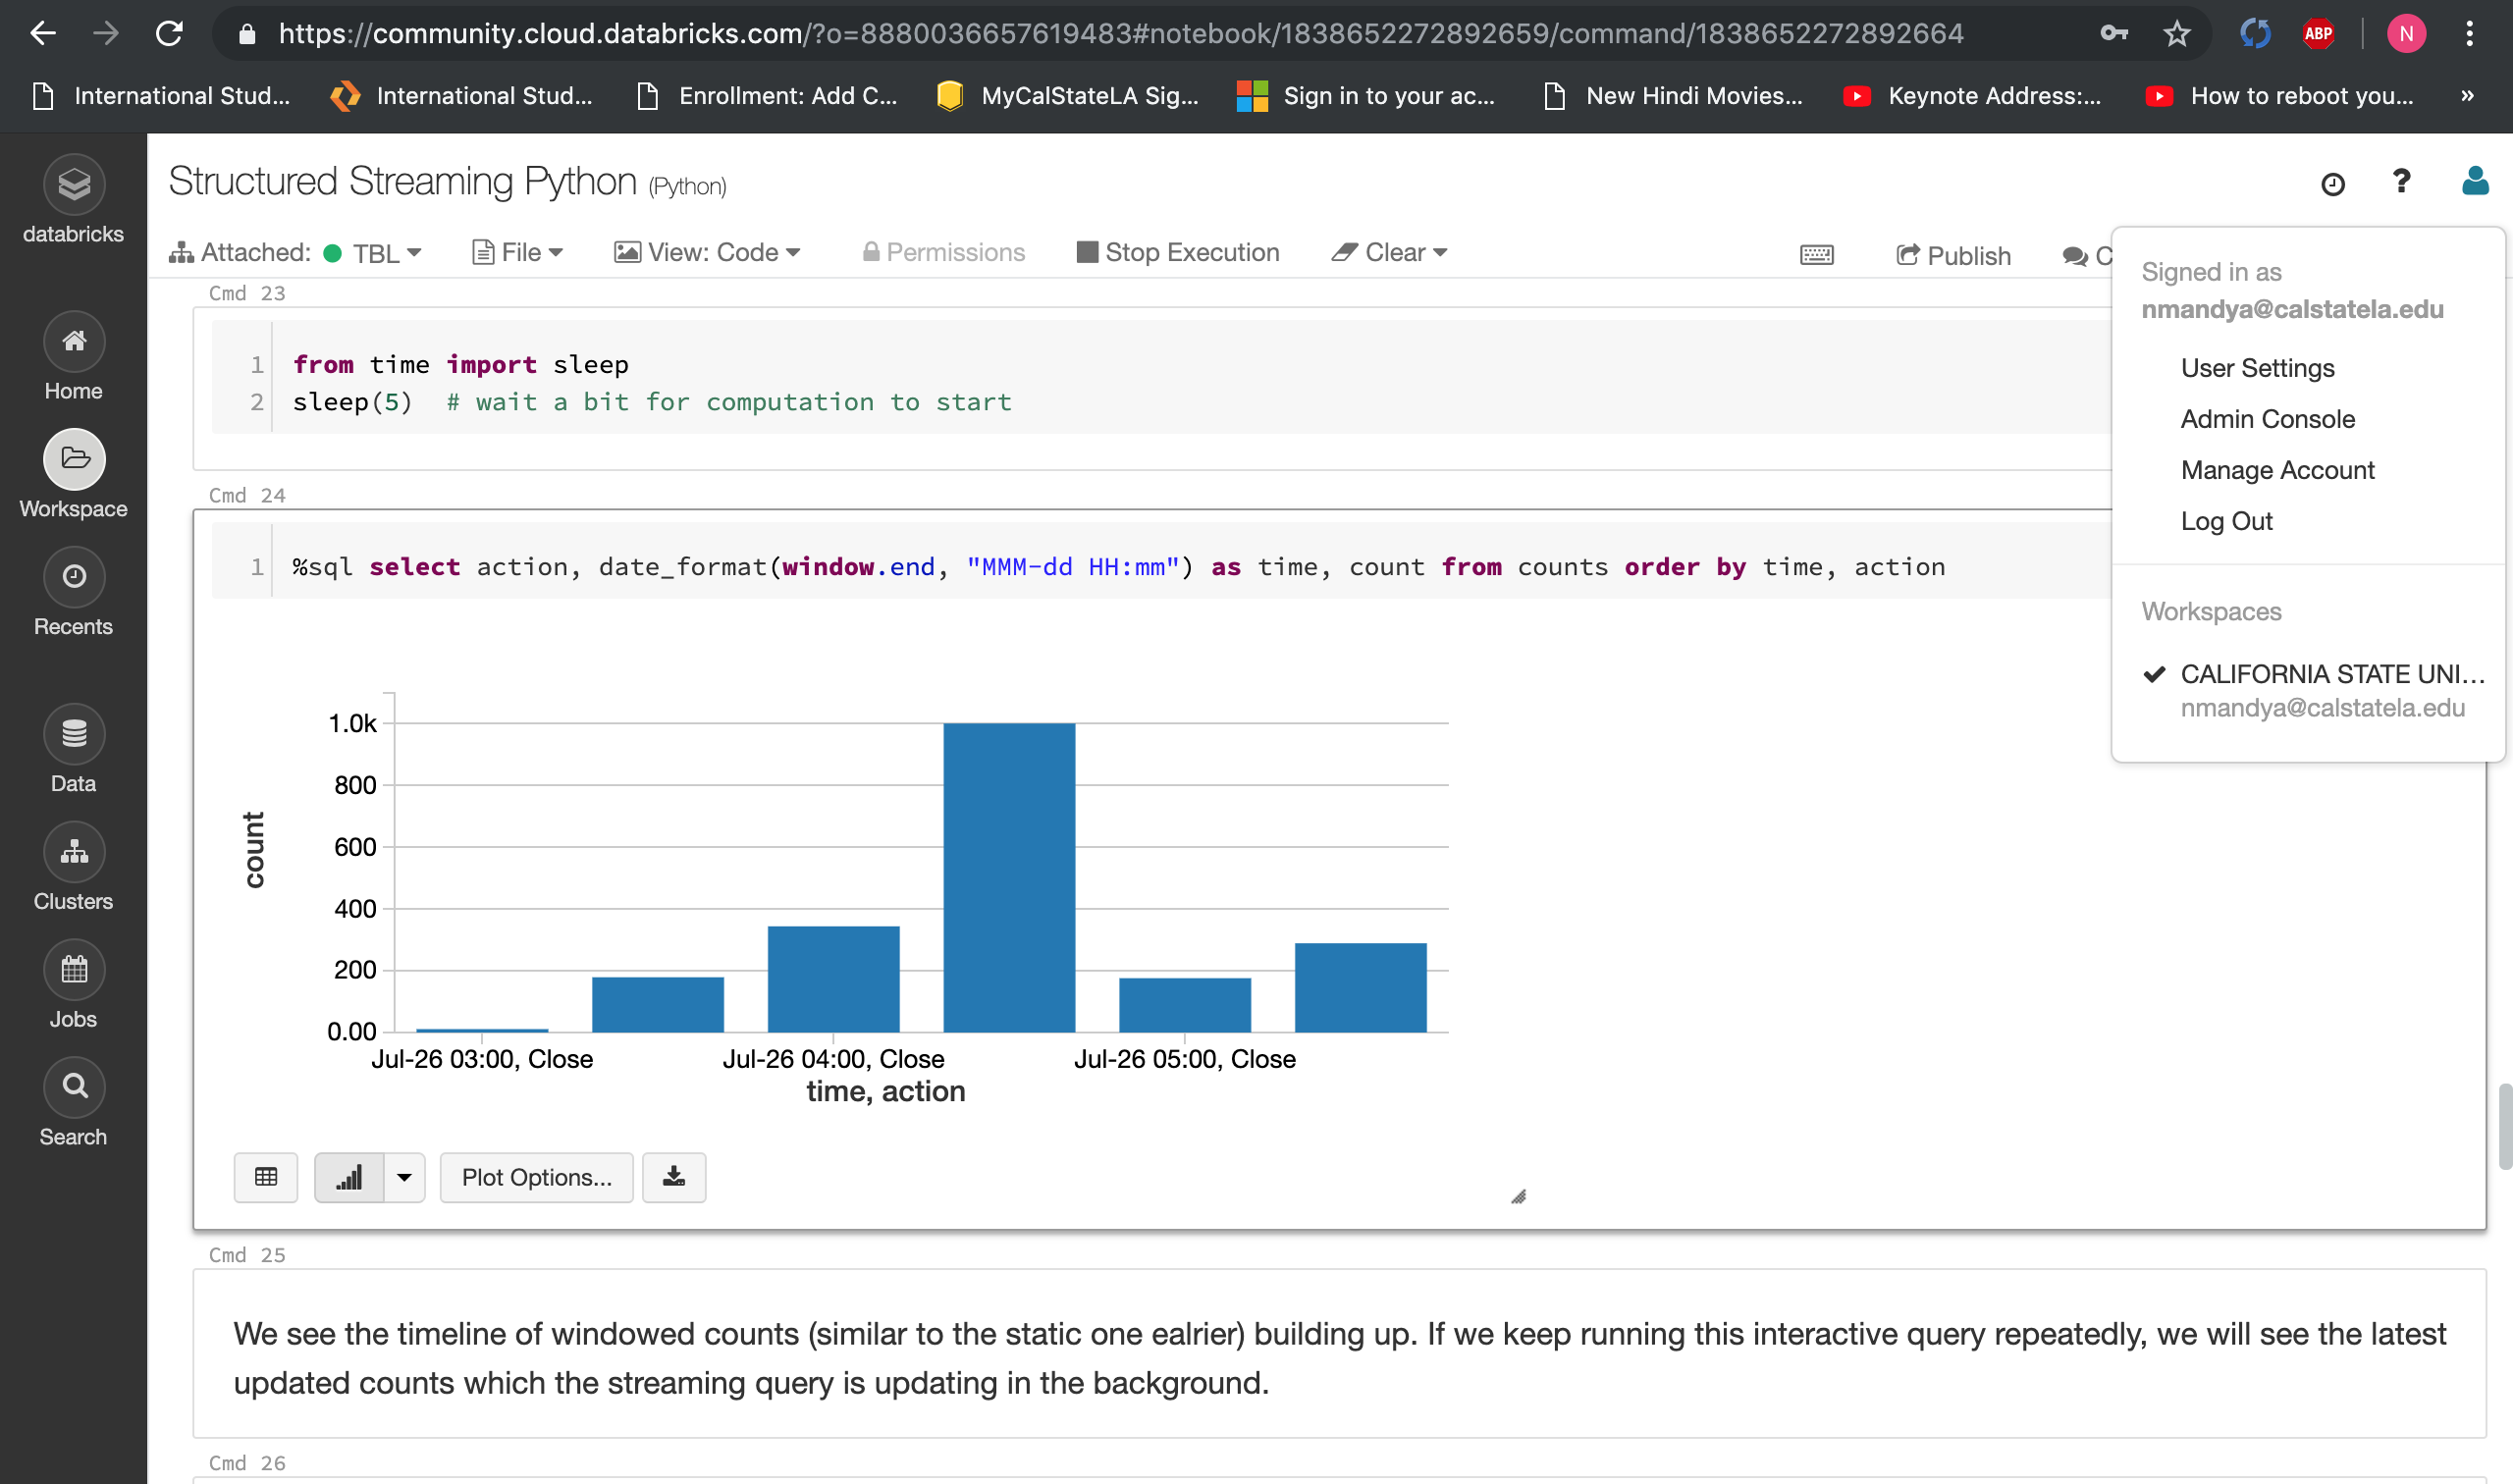 https://community.cloud.databricks.com/?o=8880036657619483#notebook/1838652272892659/command/1838652272892664
ABP
N
International Stud...
International Stud...
Enrollment: Add C...
MyCalStateLA Sig...
Sign in to your ac...
New Hindi Movies...
Keynote Address:...
How to reboot you...
»
databricks
Home
Workspace
Recents
Data
Clusters
Jobs
Search
Structured Streaming Python (Python)
?
Attached: TBL
File
View: Code
Permissions
Stop Execution
Clear
Publish
C
Signed in as
nmandya@calstatela.edu
User Settings
Admin Console
Manage Account
Log Out
Workspaces
CALIFORNIA STATE UNI...
nmandya@calstatela.edu
Cmd 23
1 from time import sleep
2 sleep(5)  # wait a bit for computation to start
Cmd 24
1 %sql select action, date_format(window.end, "MMM-dd HH:mm") as time, count from counts order by time, action
1.0k
800
600
400
200
0.00
count
Jul-26 03:00, Close
Jul-26 04:00, Close
Jul-26 05:00, Close
time, action
Plot Options...
Cmd 25
We see the timeline of windowed counts (similar to the static one ealrier) building up. If we keep running this interactive query repeatedly, we will see the latest
updated counts which the streaming query is updating in the background.
Cmd 26